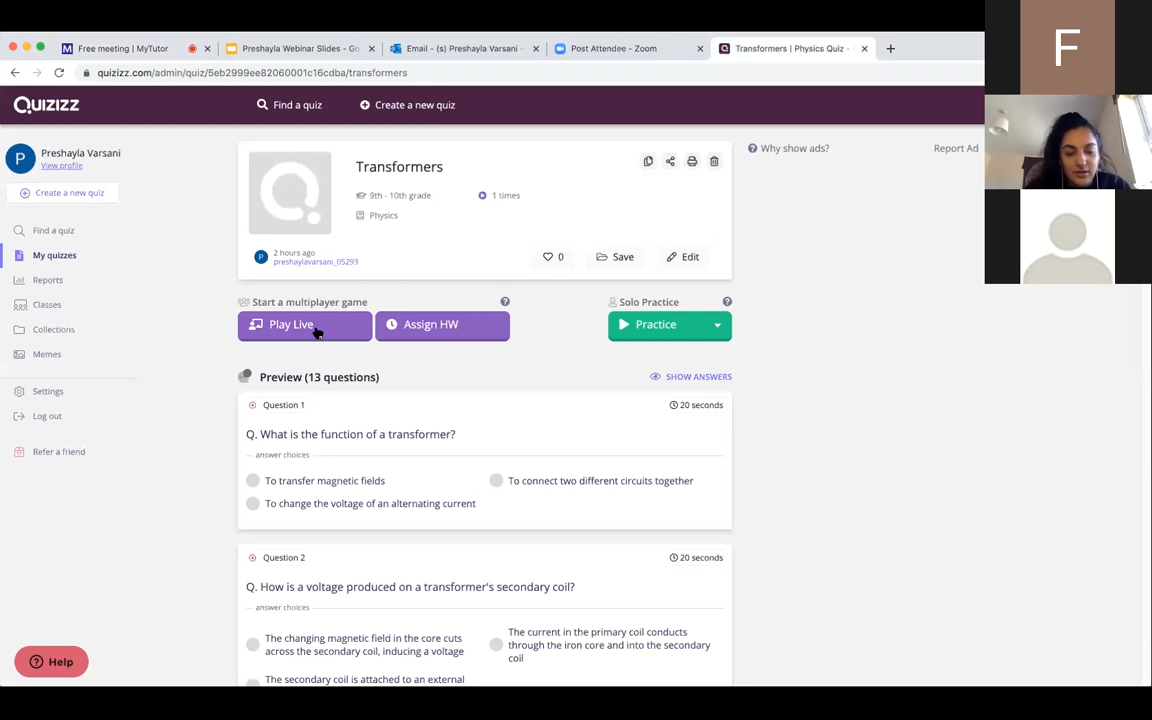 F
Free meeting | MyTutor
Preshayla Webinar Slides - Go
Email - (s) Preshayla Varsani -
Post Attendee - Zoom
Transformers | Physics Quiz -
quizizz.com/admin/quiz/5eb2999ee82060001c16cdba/transformers
Quizizz
Find a quiz
Create a new quiz
P
Preshayla Varsani
View profile
Create a new quiz
Find a quiz
My quizzes
Reports
Classes
Collections
Memes
Settings
Log out
Refer a friend
Help
Transformers
9th - 10th grade
1 times
Physics
P
2 hours ago
preshaylavarsani_05293
0
Save
Edit
Why show ads?
Report Ad
Start a multiplayer game
Play Live
Assign HW
Solo Practice
Practice
Preview (13 questions)
SHOW ANSWERS
Question 1
20 seconds
Q. What is the function of a transformer?
answer choices
To transfer magnetic fields
To connect two different circuits together
To change the voltage of an alternating current
Question 2
20 seconds
Q. How is a voltage produced on a transformer's secondary coil?
answer choices
The changing magnetic field in the core cuts
across the secondary coil, inducing a voltage
The current in the primary coil conducts
through the iron core and into the secondary
coil
The secondary coil is attached to an external